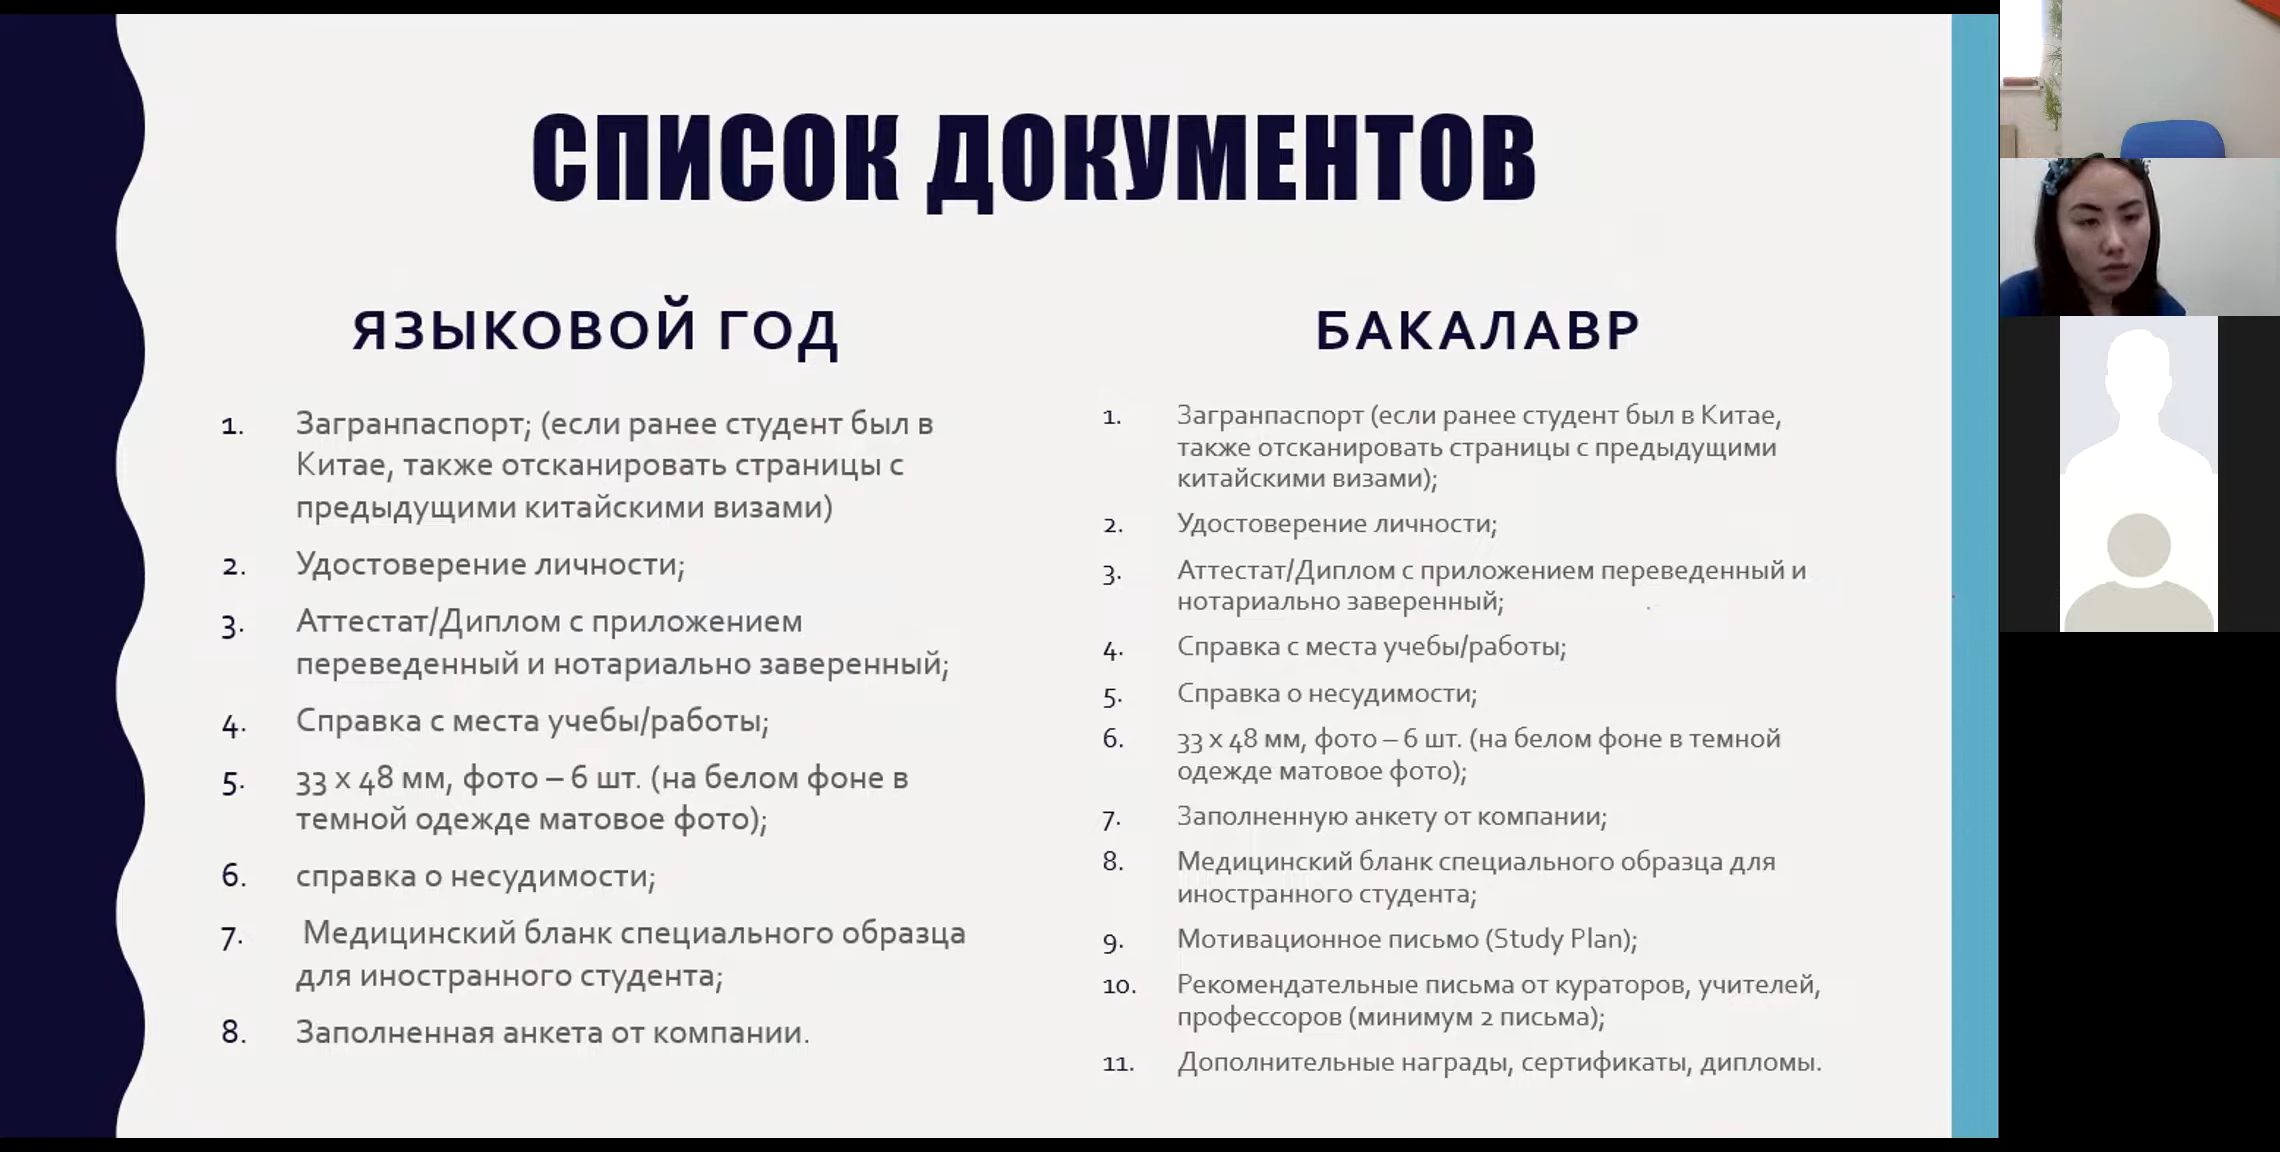 СПИСОК ДОКУМЕНТОВ
ЯЗЫКОВОЙ ГОД
1. Загранпаспорт; (если ранее студент был в
Китае, также отсканировать страницы с
предыдущими китайскими визами)
2. Удостоверение личности;
3. Аттестат/Диплом с приложением
переведенный и нотариально заверенный;
4. Справка с места учебы/работы;
5. 33 х 48 мм, фото – 6 шт. (на белом фоне в
темной одежде матовое фото);
6. справка о несудимости;
7. Медицинский бланк специального образца
для иностранного студента;
8. Заполненная анкета от компании.
БАКАЛАВР
1. Загранпаспорт (если ранее студент был в Китае,
также отсканировать страницы с предыдущими
китайскими визами);
2. Удостоверение личности;
3. Аттестат/Диплом с приложением переведенный и
нотариально заверенный;
4. Справка с места учебы/работы;
5. Справка о несудимости;
6. 33 х 48 мм, фото – 6 шт. (на белом фоне в темной
одежде матовое фото);
7. Заполненную анкету от компании;
8. Медицинский бланк специального образца для
иностранного студента;
9. Мотивационное письмо (Study Plan);
10. Рекомендательные письма от кураторов, учителей,
профессоров (минимум 2 письма);
11. Дополнительные награды, сертификаты, дипломы.